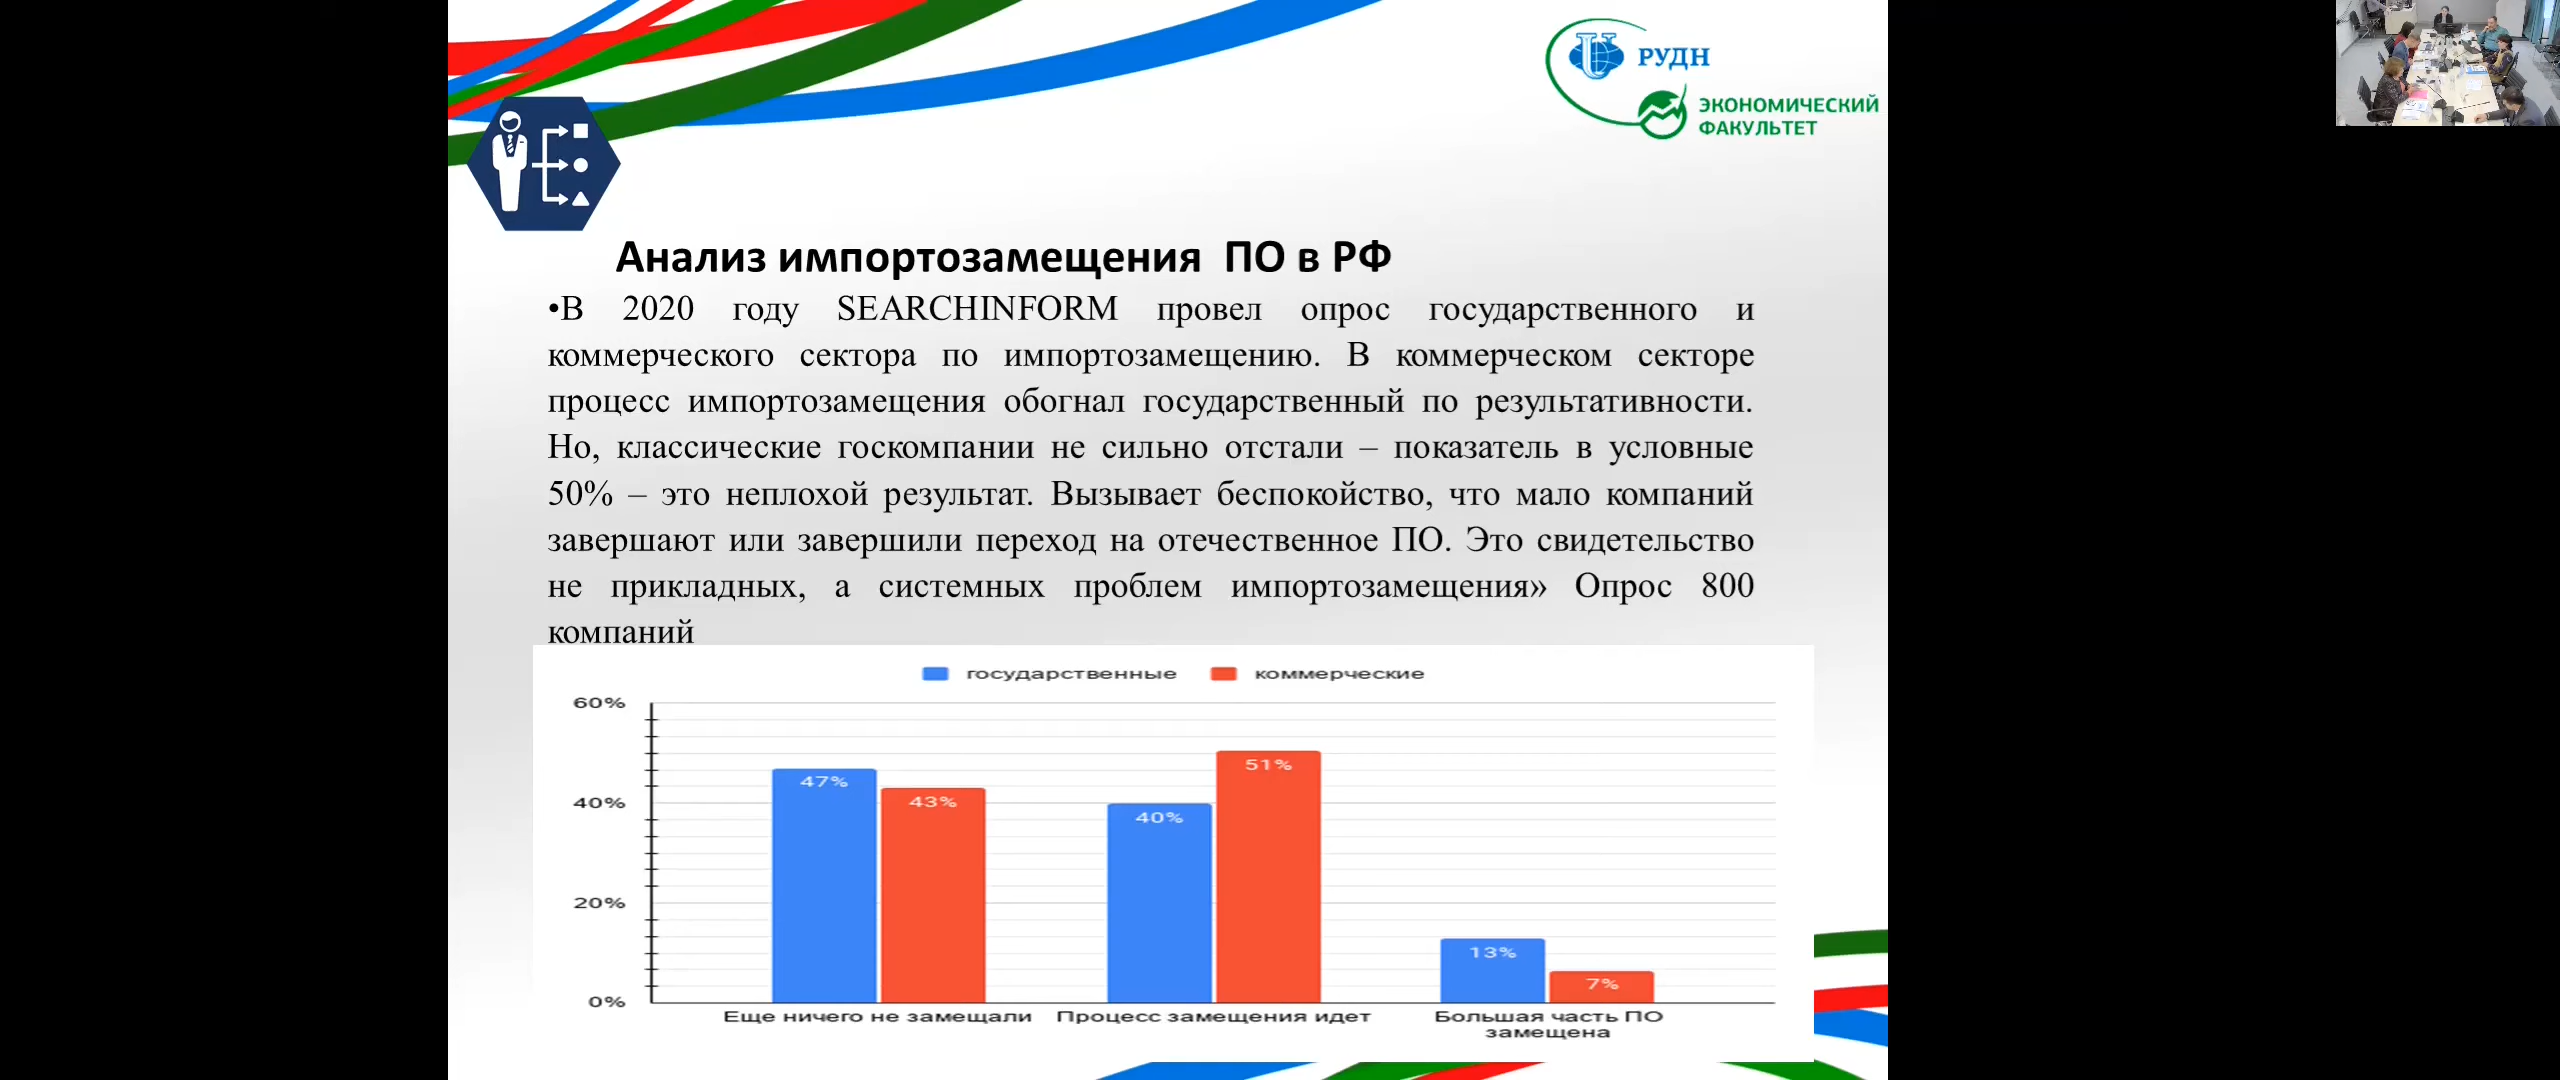 РУДН
ЭКОНОМИЧЕСКИЙ
ФАКУЛЬТЕТ
Анализ импортозамещения ПО в РФ
•В 2020 году SEARCHINFORM провел опрос государственного и
коммерческого сектора по импортозамещению. В коммерческом секторе
процесс импортозамещения обогнал государственный по результативности.
Но, классические госкомпании не сильно отстали – показатель в условные
50% – это неплохой результат. Вызывает беспокойство, что мало компаний
завершают или завершили переход на отечественное ПО. Это свидетельство
не прикладных, а системных проблем импортозамещения» Опрос 800
компаний
государственные коммерческие
60%
40%
20%
0%
47%
43%
40%
51%
13%
7%
Еще ничего не замещали
Процесс замещения идет
Большая часть ПО
замещена